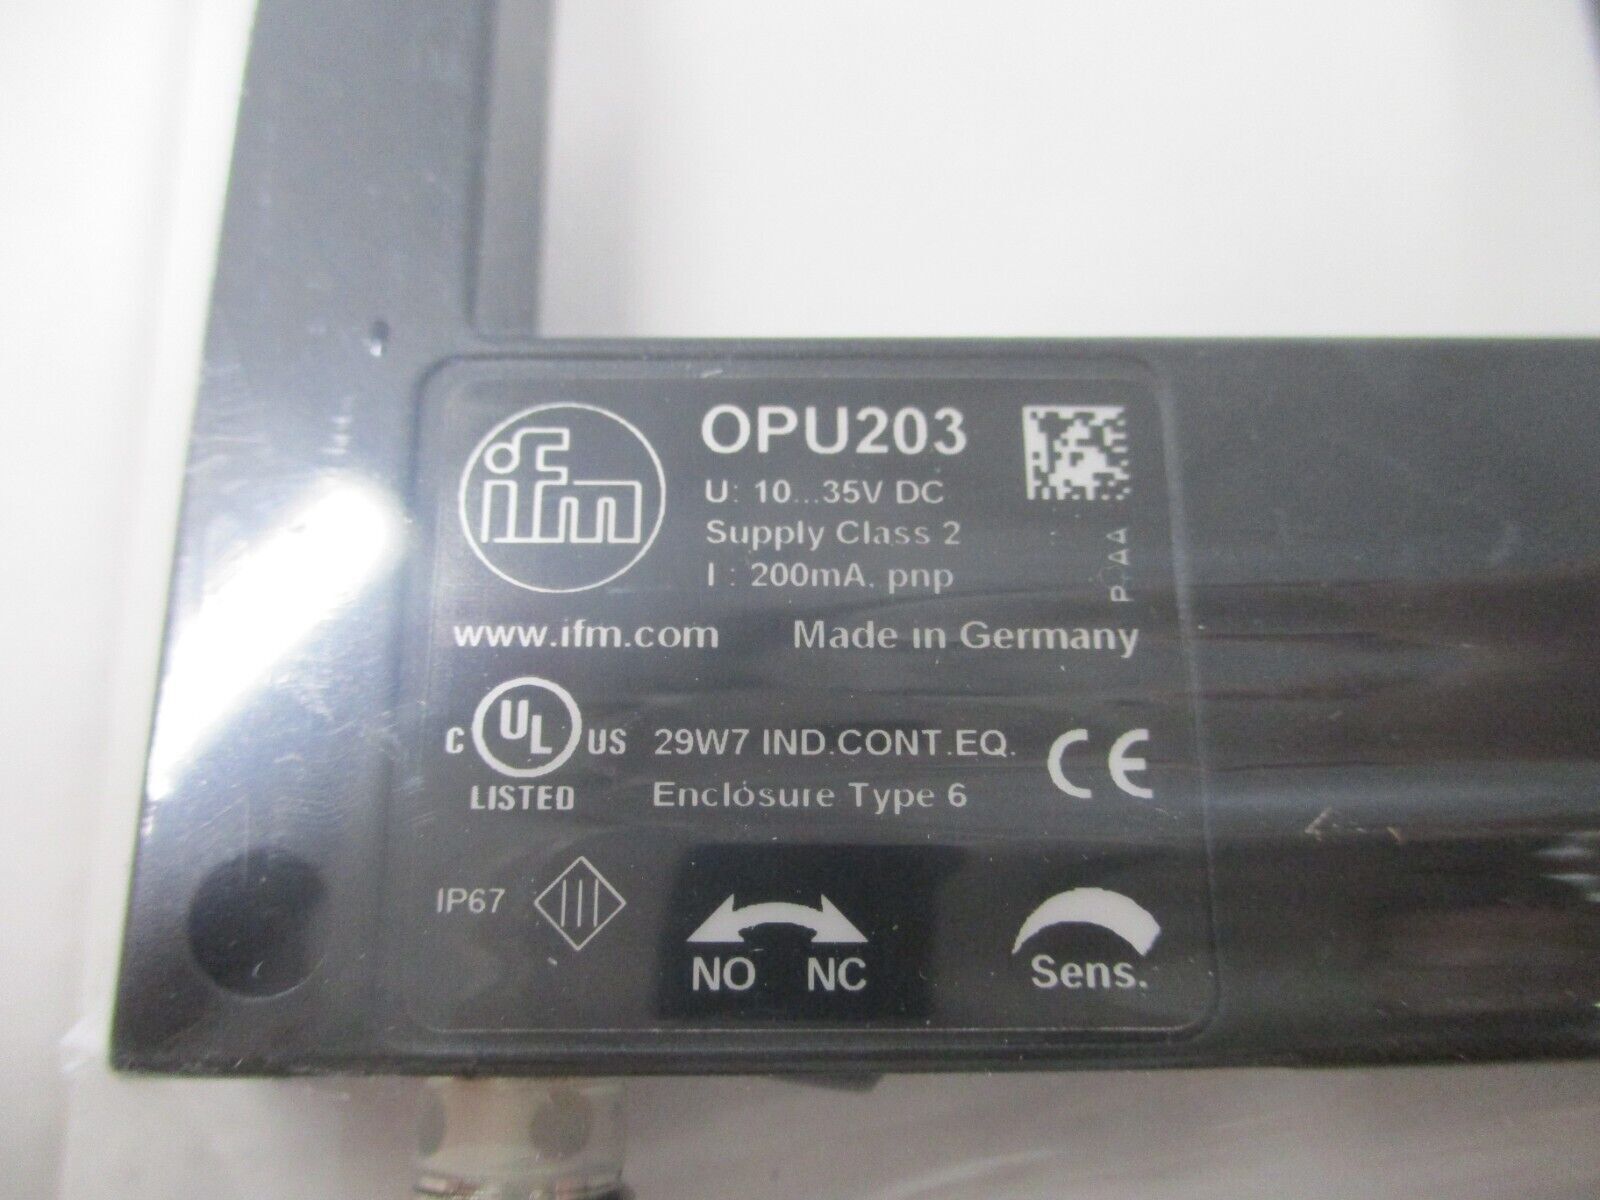 ifm
OPU203
U: 10...35V DC
Supply Class 2
I : 200mA. pnp
www.ifm.com Made in Germany
C UL US 29W7 IND.CONT.EQ. CE
LISTED Enclosure Type 6
IP67
NO NC Sens.